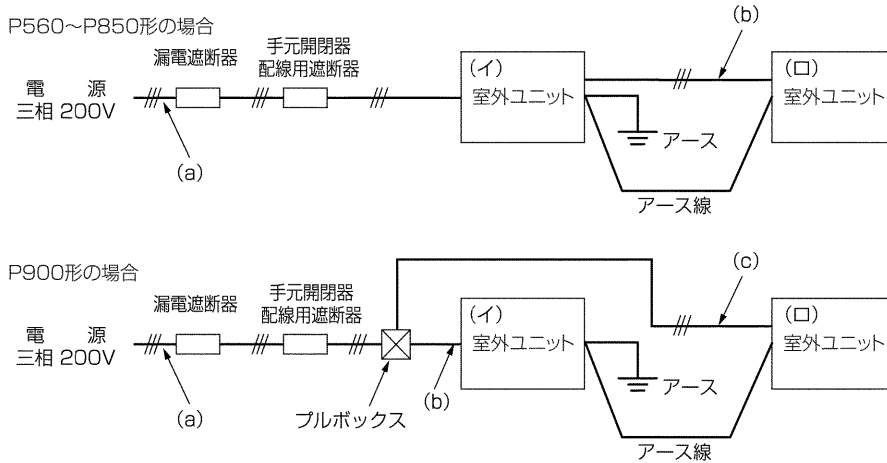 P560～P850形の場合
(b)
漏電遮断器
手元開閉器
配線用遮断器
電　源
三相 200V
(イ)
室外ユニット
(ロ)
室外ユニット
アース
(a)
アース線
P900形の場合
(c)
漏電遮断器
手元開閉器
配線用遮断器
電　源
三相 200V
(イ)
室外ユニット
(ロ)
室外ユニット
アース
(a)
プルボックス
(b)
アース線